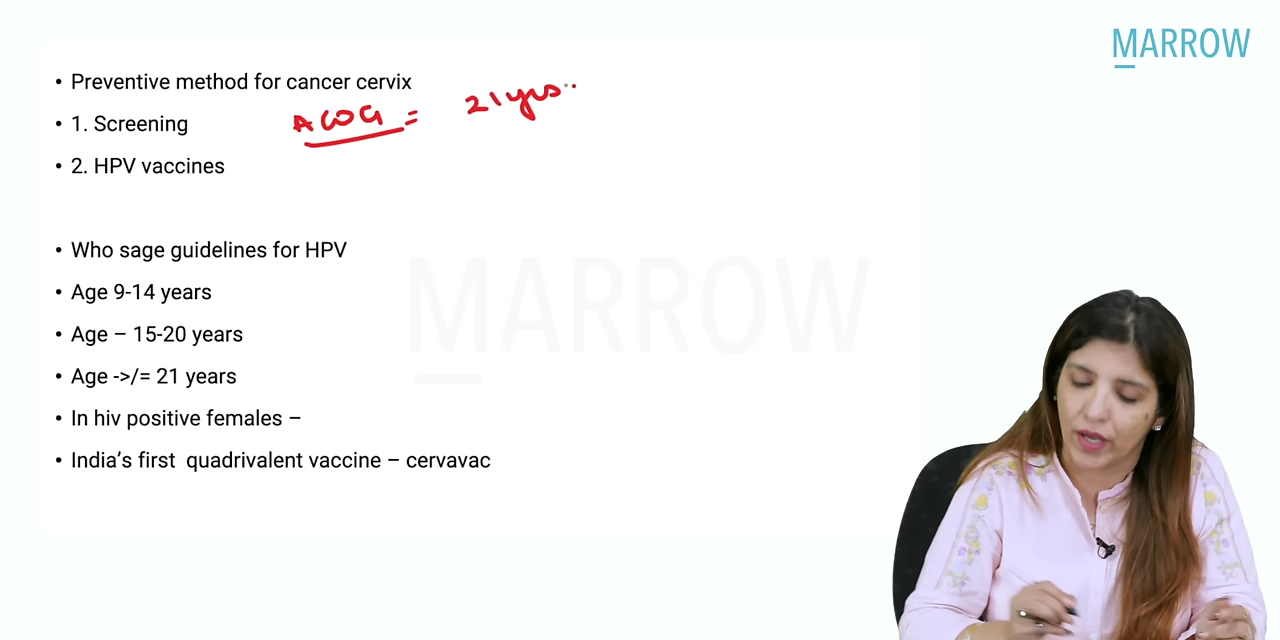 MARROW
• Preventive method for cancer cervix
• 1. Screening
ACOG = 21 yrs..
• 2. HPV vaccines
• Who sage guidelines for HPV
• Age 9-14 years
• Age – 15-20 years
• Age ->/= 21 years
• In hiv positive females –
• India’s first quadrivalent vaccine – cervavac
MARROW